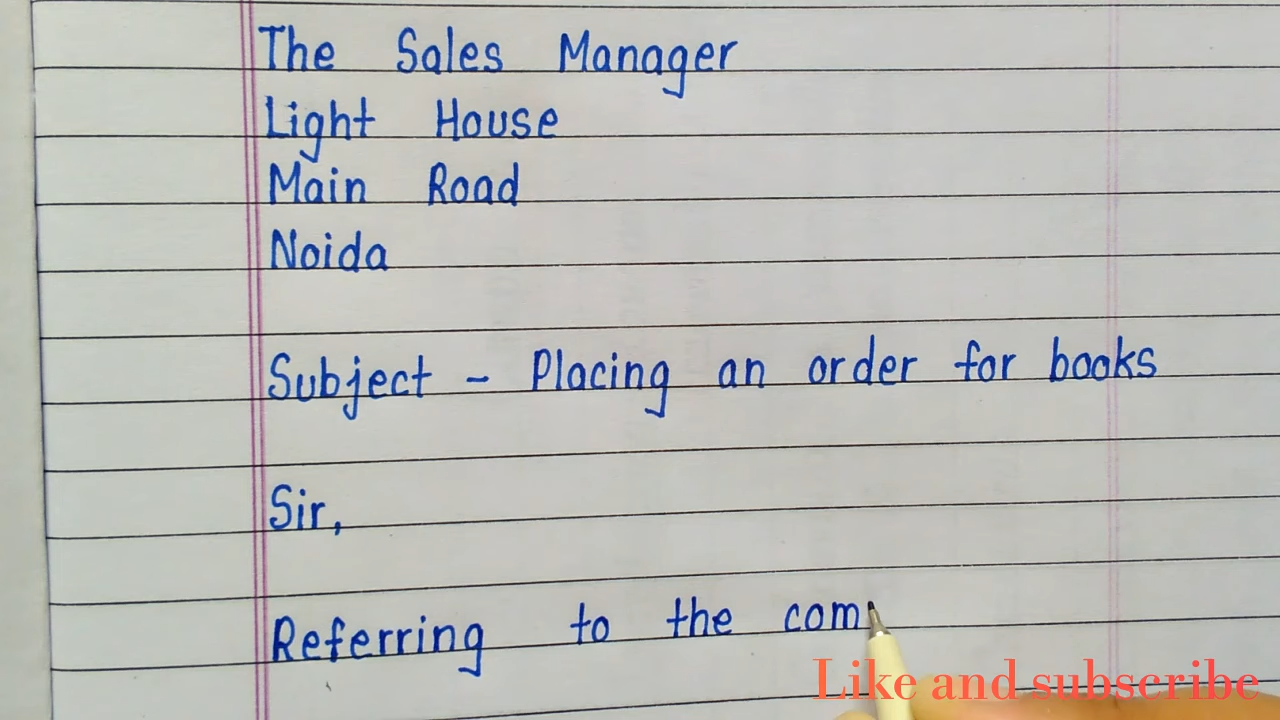 The Sales Manager
Light House
Main Road
Noida
Subject - Placing an order for books
Sir,
Referring to the com
Like and subscribe